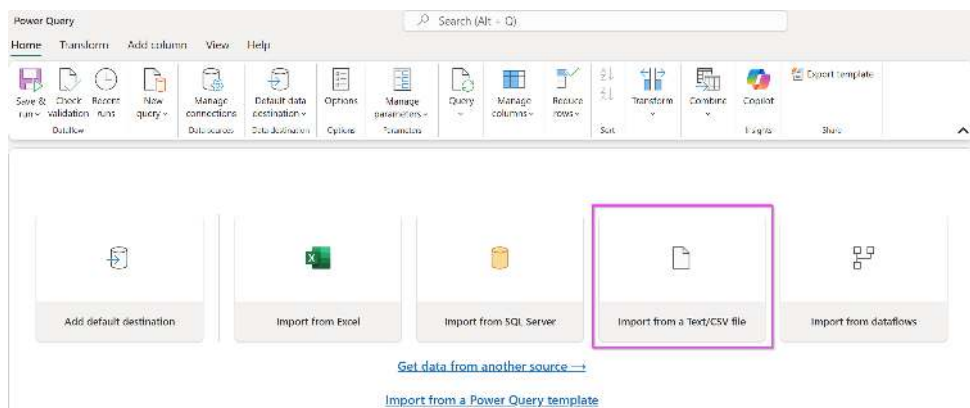 Power Query
Search (Alt + Q)
Home Transform Add column View Help
Save & Check Recent New Manage Default data Options Manage Query Manage Reduce Transform Combine Copilot Export template
run validation runs query connections destination parameters columns rows
Dataflow Data sources Data destination Options Parameters Sort Insights Share
Add default destination Import from Excel Import from SQL Server Import from a Text/CSV file Import from dataflows
Get data from another source →
Import from a Power Query template